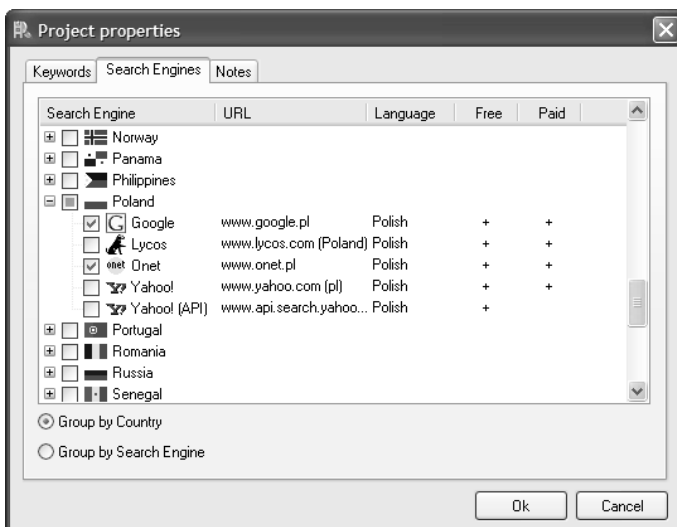 Project properties
Keywords Search Engines Notes
Search Engine URL Language Free Paid
Norway
Panama
Philippines
Poland
Google www.google.pl Polish + +
Lycos www.lycos.com (Poland) Polish + +
onet Onet www.onet.pl Polish + +
Yahoo! www.yahoo.com (pl) Polish + +
Yahoo! (API) www.api.search.yahoo... Polish +
Portugal
Romania
Russia
Senegal
Group by Country
Group by Search Engine
Ok Cancel